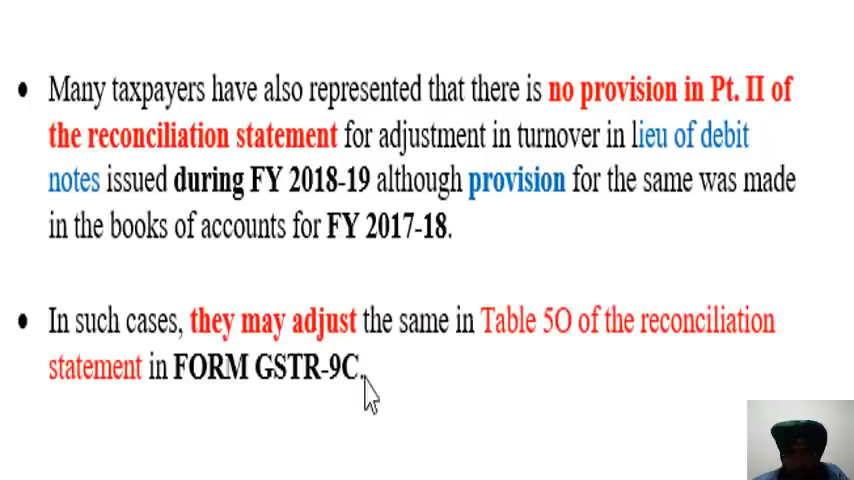 • Many taxpayers have also represented that there is no provision in Pt. II of
the reconciliation statement for adjustment in turnover in lieu of debit
notes issued during FY 2018-19 although provision for the same was made
in the books of accounts for FY 2017-18.
• In such cases, they may adjust the same in Table 5O of the reconciliation
statement in FORM GSTR-9C.